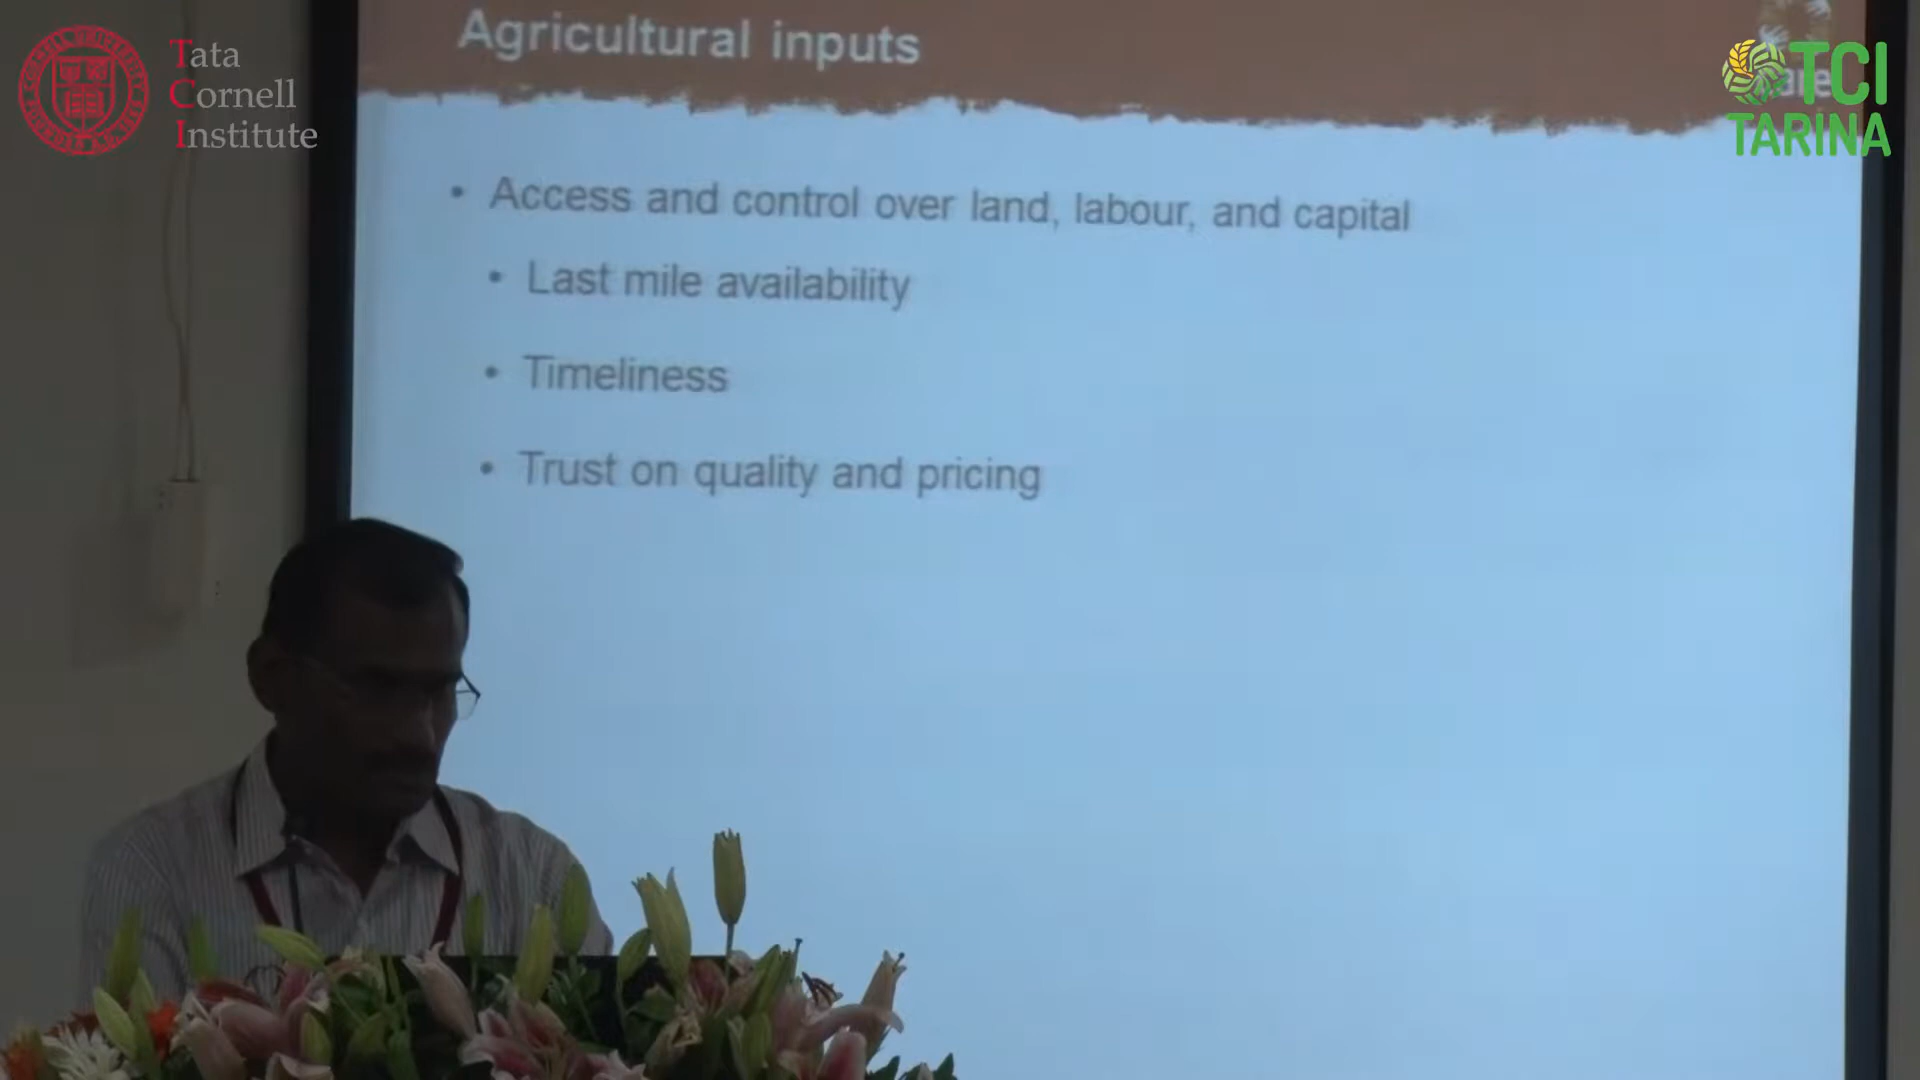 Tata
Cornell
Institute
Agricultural inputs
TCI
TARINA
• Access and control over land, labour, and capital
• Last mile availability
• Timeliness
• Trust on quality and pricing